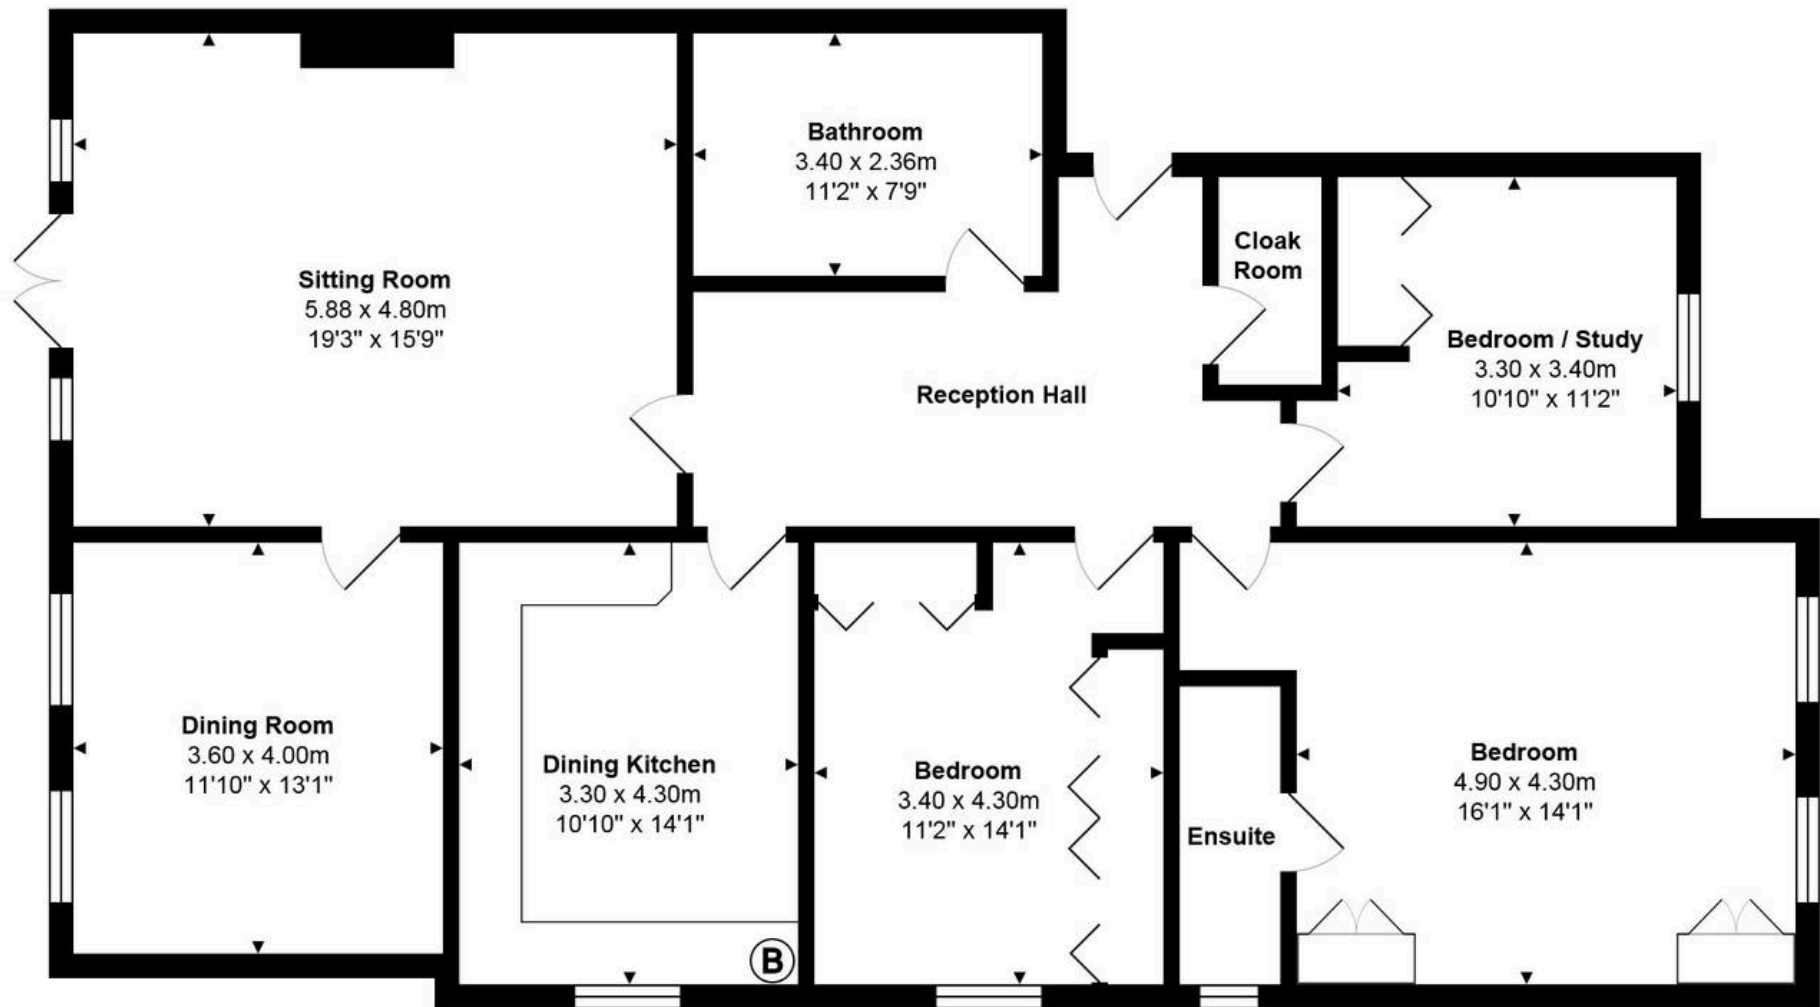 Bathroom
3.40 x 2.36m
11'2" x 7'9"
Cloak
Room
Sitting Room
5.88 x 4.80m
19'3" x 15'9"
Bedroom / Study
3.30 x 3.40m
10'10" x 11'2"
Reception Hall
Dining Room
3.60 x 4.00m
11'10" x 13'1"
Dining Kitchen
3.30 x 4.30m
10'10" x 14'1"
Bedroom
3.40 x 4.30m
11'2" x 14'1"
Ensuite
Bedroom
4.90 x 4.30m
16'1" x 14'1"
B